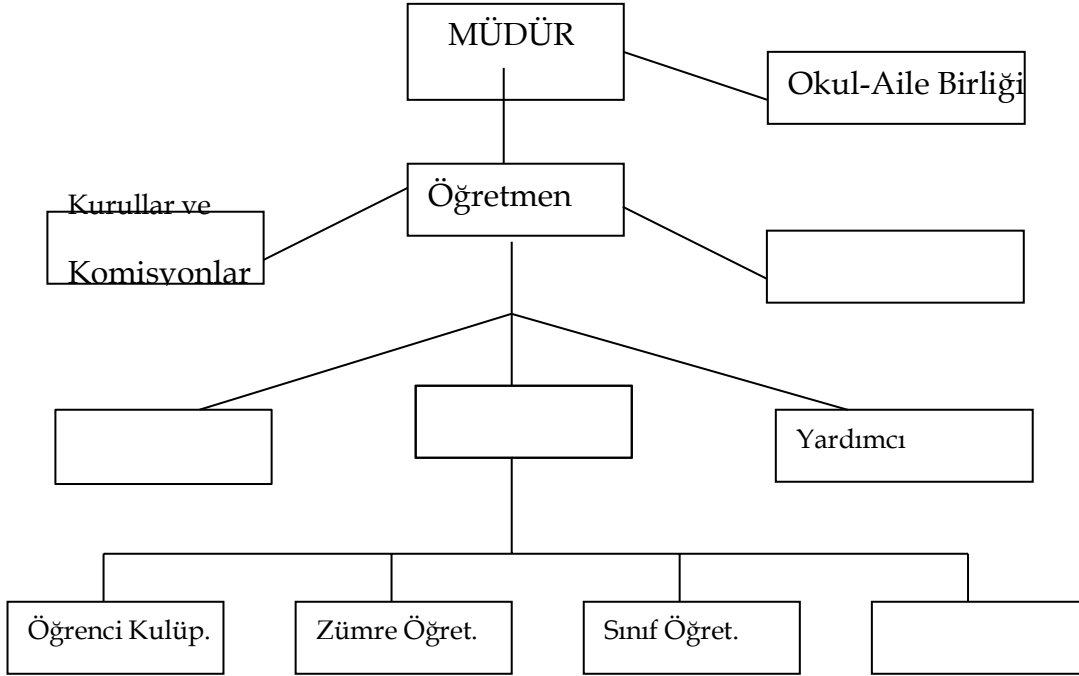 MÜDÜR
Okul-Aile Birliği
Öğretmen
Kurullar ve
Komisyonlar
Yardımcı
Öğrenci Kulüp.
Zümre Öğret.
Sınıf Öğret.